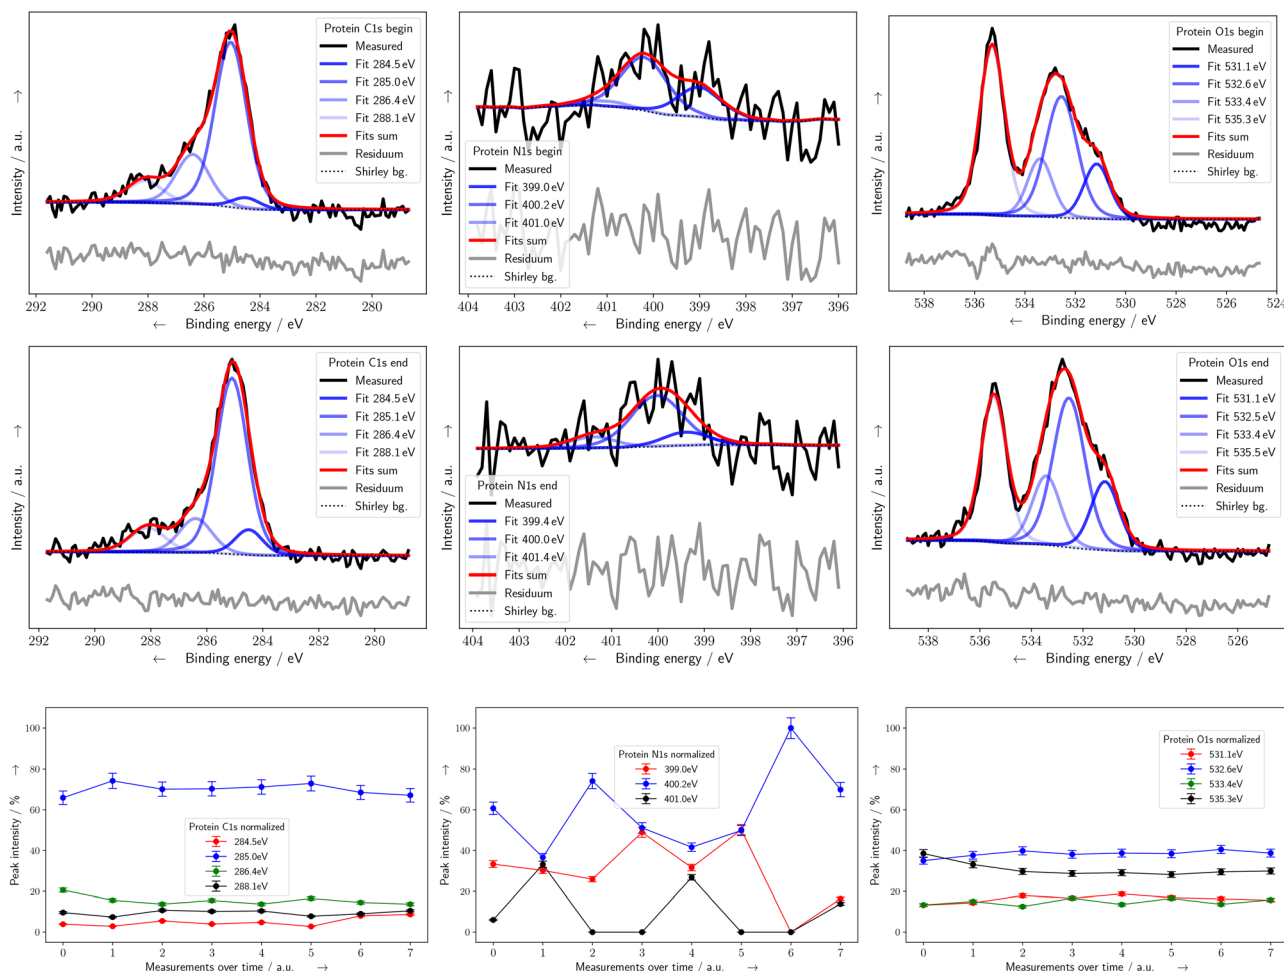 Protein C1s begin
Measured
Fit 284.5 eV
Fit 285.0 eV
Fit 286.4 eV
Fit 288.1 eV
Fits sum
Residuum
Shirley bg.
Intensity / a.u. →
292 290 288 286 284 282 280
← Binding energy / eV
Protein N1s begin
Measured
Fit 399.0 eV
Fit 400.2 eV
Fit 401.0 eV
Fits sum
Residuum
Shirley bg.
Intensity / a.u. →
404 403 402 401 400 399 398 397 396
← Binding energy / eV
Protein O1s begin
Measured
Fit 531.1 eV
Fit 532.6 eV
Fit 533.4 eV
Fit 535.3 eV
Fits sum
Residuum
Shirley bg.
Intensity / a.u. →
538 536 534 532 530 528 526 524
← Binding energy / eV
Protein C1s end
Measured
Fit 284.5 eV
Fit 285.1 eV
Fit 286.4 eV
Fit 288.1 eV
Fits sum
Residuum
Shirley bg.
Intensity / a.u. →
292 290 288 286 284 282 280
← Binding energy / eV
Protein N1s end
Measured
Fit 399.4 eV
Fit 400.0 eV
Fit 401.4 eV
Fits sum
Residuum
Shirley bg.
Intensity / a.u. →
404 403 402 401 400 399 398 397 396
← Binding energy / eV
Protein O1s end
Measured
Fit 531.1 eV
Fit 532.5 eV
Fit 533.4 eV
Fit 535.5 eV
Fits sum
Residuum
Shirley bg.
Intensity / a.u. →
538 536 534 532 530 528 526
← Binding energy / eV
Peak intensity / % →
100
80
60
40
20
0
Protein C1s normalized
284.5eV
285.0eV
286.4eV
288.1eV
0 1 2 3 4 5 6 7
Measurements over time / a.u. →
Peak intensity / % →
100
80
60
40
20
0
Protein N1s normalized
399.0eV
400.2eV
401.0eV
0 1 2 3 4 5 6 7
Measurements over time / a.u. →
Peak intensity / % →
100
80
60
40
20
0
Protein O1s normalized
531.1eV
532.6eV
533.4eV
535.3eV
0 1 2 3 4 5 6 7
Measurements over time / a.u. →